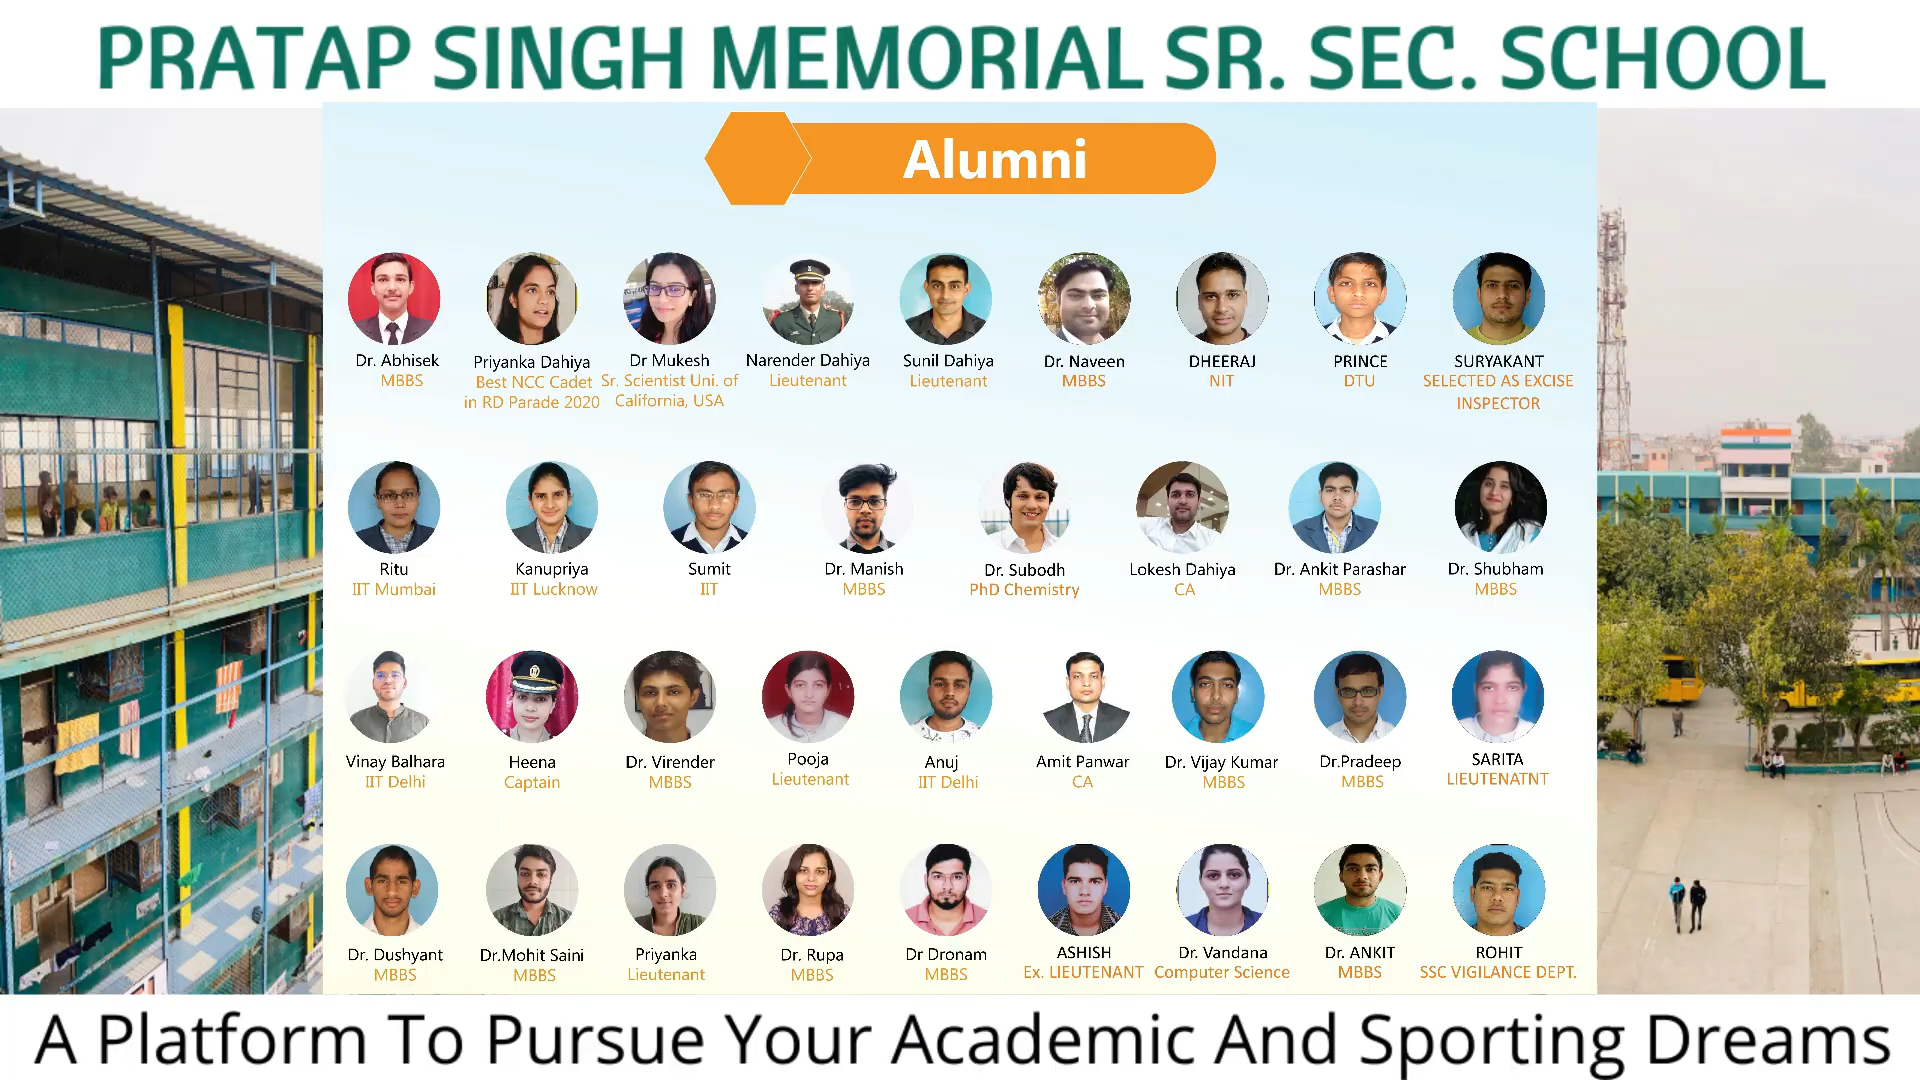 PRATAP SINGH MEMORIAL SR. SEC. SCHOOL
Alumni
Dr. Abhisek
MBBS
Priyanka Dahiya
Best NCC Cadet
in RD Parade 2020
Dr Mukesh
Sr. Scientist Uni. of
California, USA
Narender Dahiya
Lieutenant
Sunil Dahiya
Lieutenant
Dr. Naveen
MBBS
DHEERAJ
NIT
PRINCE
DTU
SURYAKANT
SELECTED AS EXCISE
INSPECTOR
Ritu
IIT Mumbai
Kanupriya
IIT Lucknow
Sumit
IIT
Dr. Manish
MBBS
Dr. Subodh
PhD Chemistry
Lokesh Dahiya
CA
Dr. Ankit Parashar
MBBS
Dr. Shubham
MBBS
Vinay Balhara
IIT Delhi
Heena
Captain
Dr. Virender
MBBS
Pooja
Lieutenant
Anuj
IIT Delhi
Amit Panwar
CA
Dr. Vijay Kumar
MBBS
Dr.Pradeep
MBBS
SARITA
LIEUTENATNT
Dr. Dushyant
MBBS
Dr.Mohit Saini
MBBS
Priyanka
Lieutenant
Dr. Rupa
MBBS
Dr Dronam
MBBS
ASHISH
Ex. LIEUTENANT
Dr. Vandana
Computer Science
Dr. ANKIT
MBBS
ROHIT
SSC VIGILANCE DEPT.
A Platform To Pursue Your Academic And Sporting Dreams